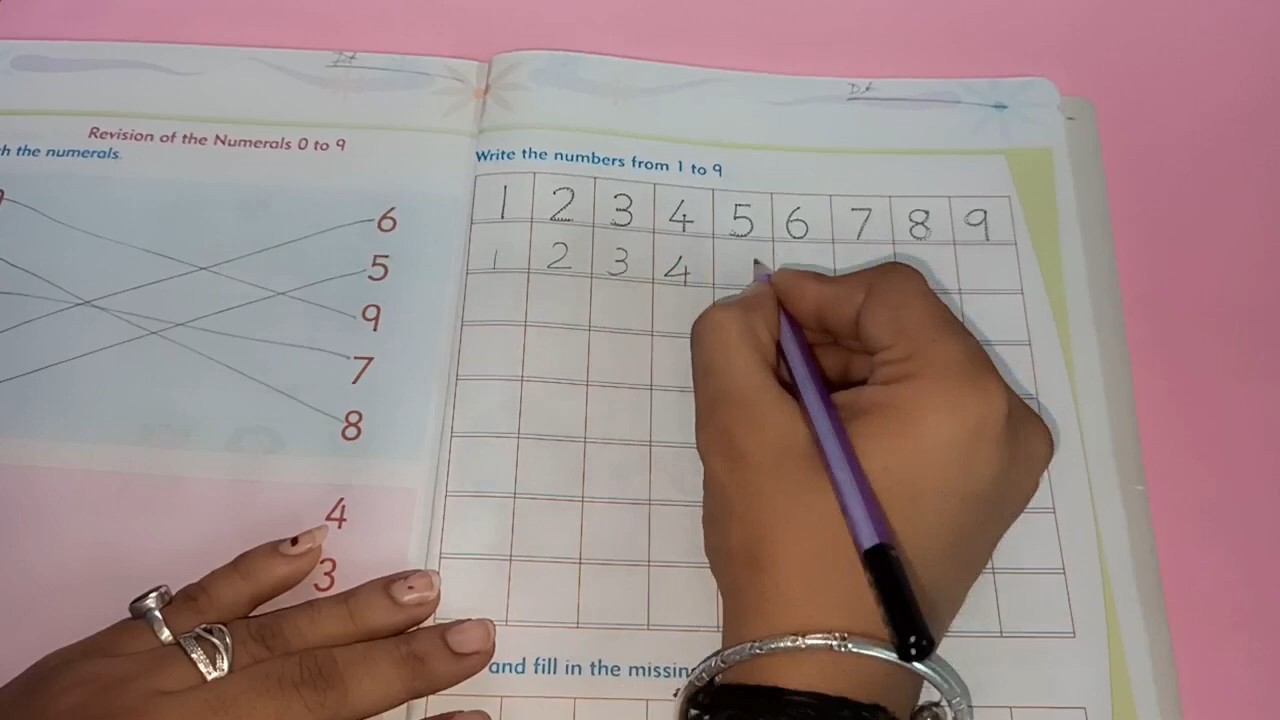 Dt
Dt
Revision of the Numerals 0 to 9
the numerals.
6
5
9
7
8
4
3
Write the numbers from 1 to 9
1 2 3 4 5 6 7 8 9
1 2 3 4
and fill in the